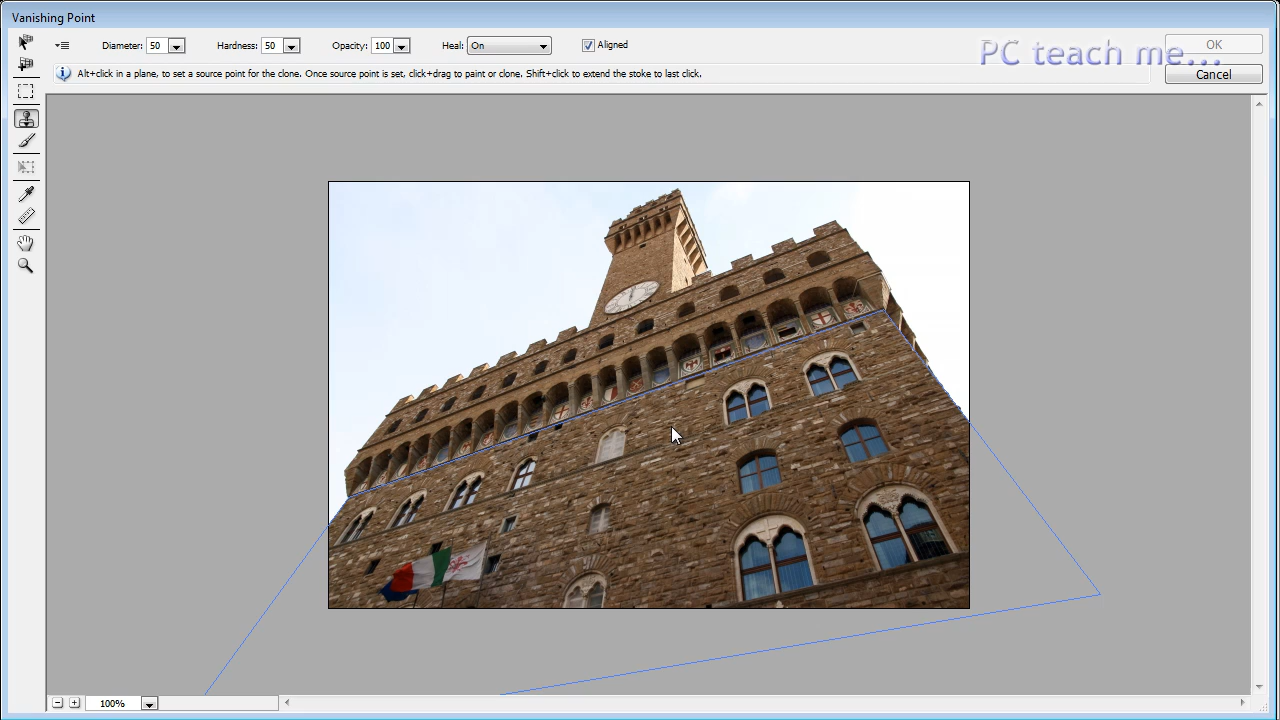 Vanishing Point
Diameter: 50 Hardness: 50 Opacity: 100 Heal: On Aligned
PC teach me...
OK
Alt+click in a plane, to set a source point for the clone. Once source point is set, click+drag to paint or clone. Shift+click to extend the stoke to last click.
Cancel
100%